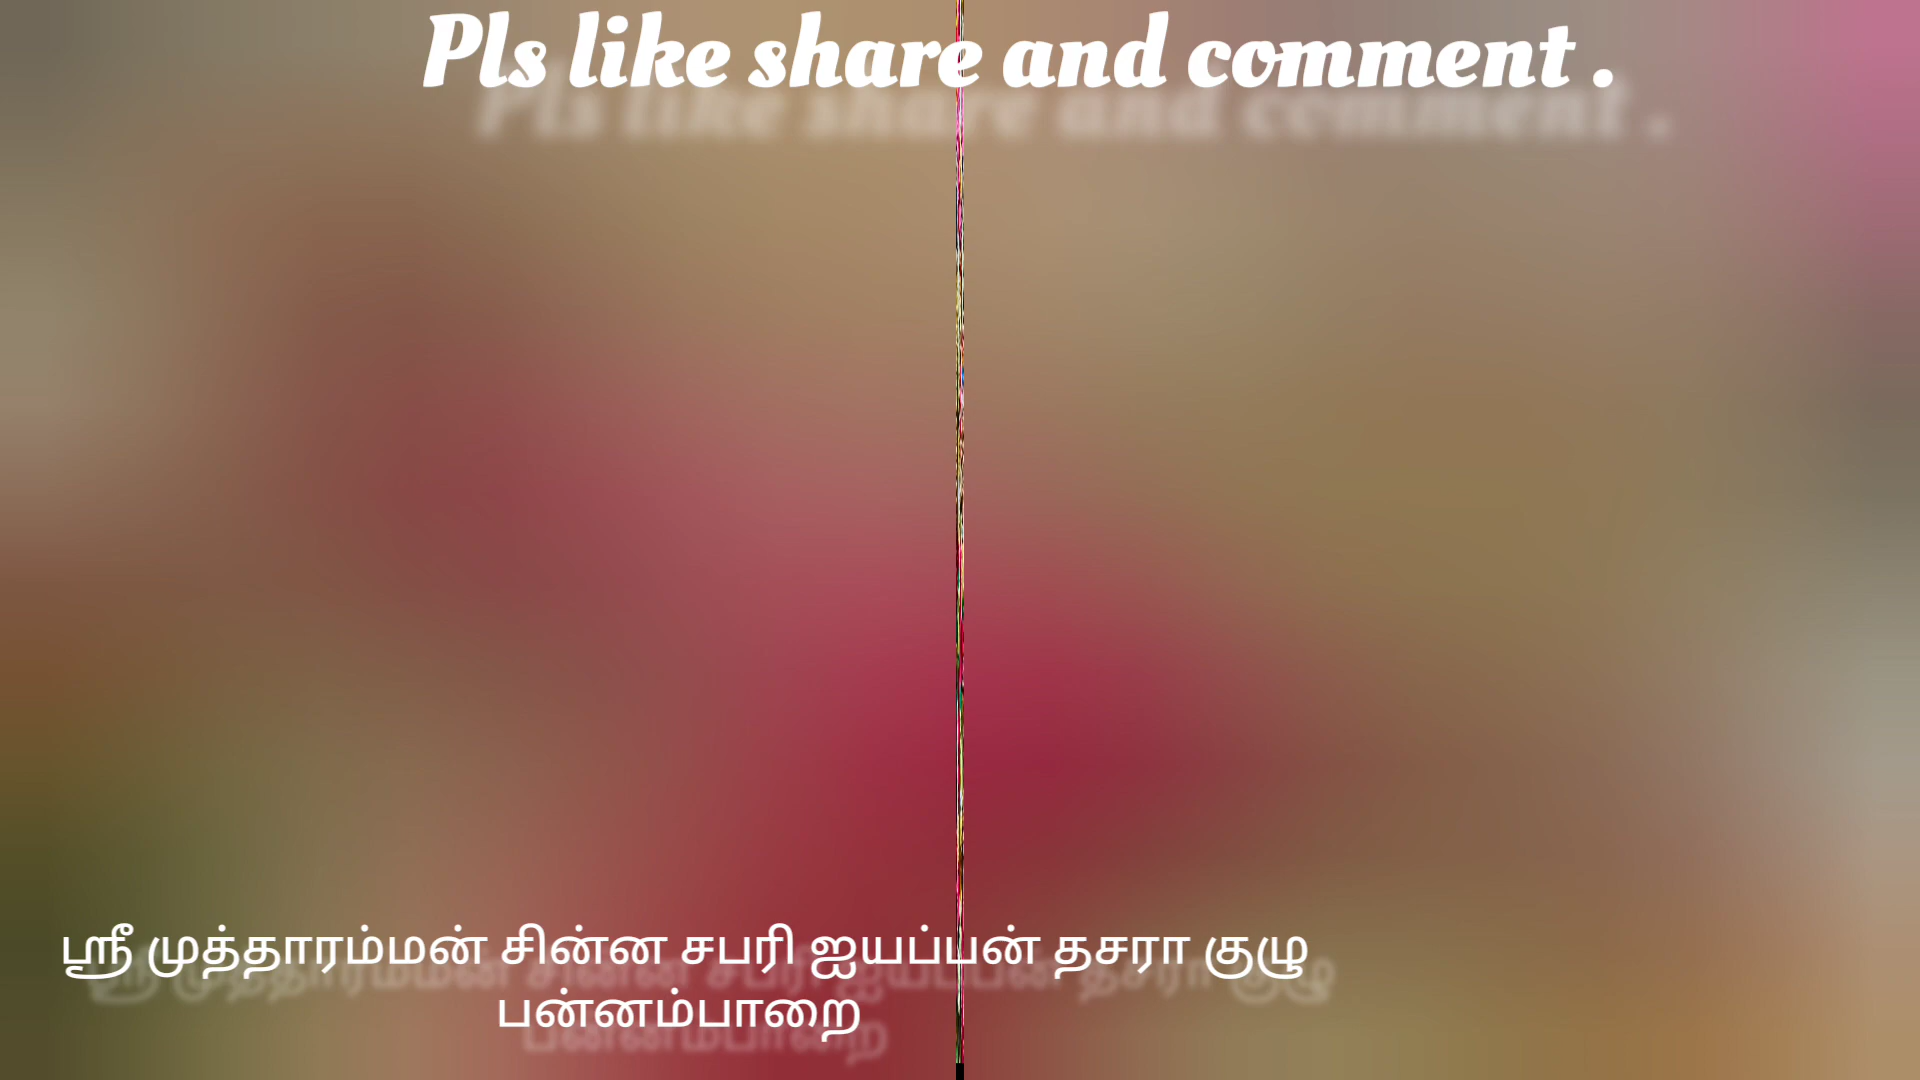 Pls like share and comment .
ஸ்ரீ முத்தாரம்மன் சின்ன சபரி ஐயப்பன் தசரா குழு
பன்னம்பாறை